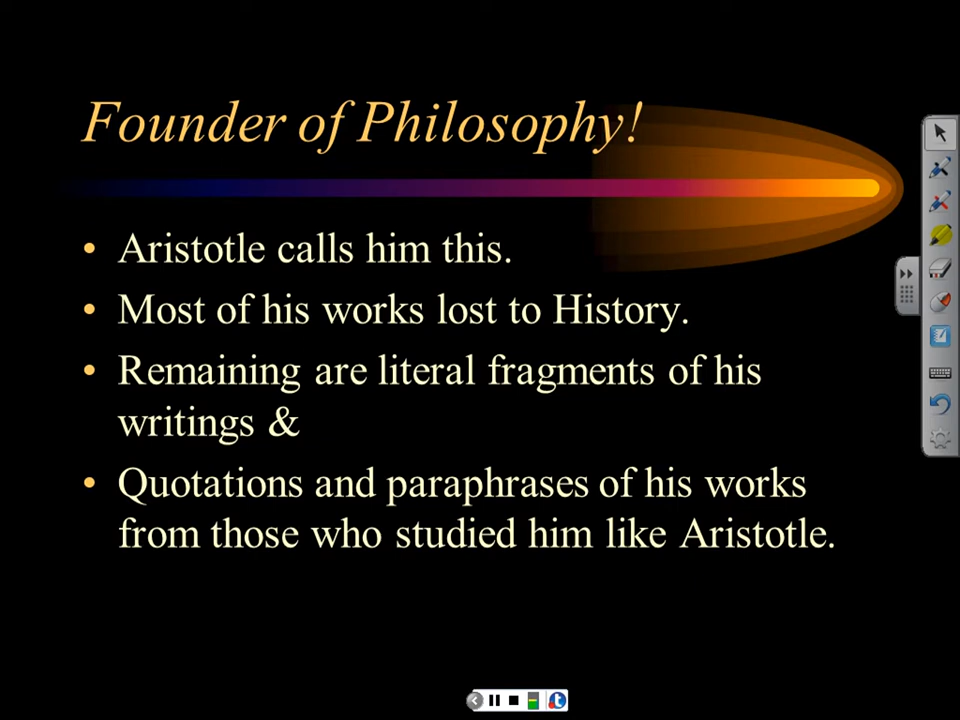 Founder of Philosophy!
• Aristotle calls him this.
• Most of his works lost to History.
• Remaining are literal fragments of his
writings &
• Quotations and paraphrases of his works
from those who studied him like Aristotle.